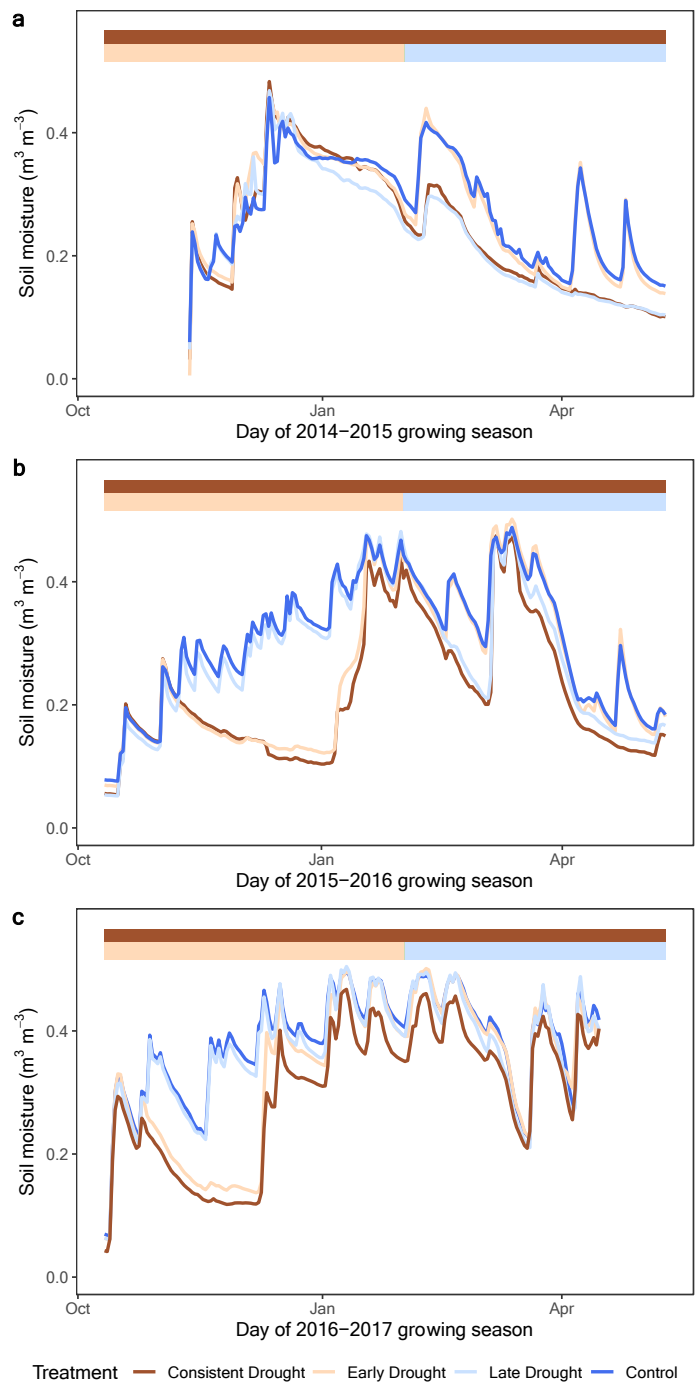 a
Soil moisture (m³ m⁻³)
0.4
0.2
0.0
Oct
Jan
Apr
Day of 2014−2015 growing season
b
Soil moisture (m³ m⁻³)
0.4
0.2
0.0
Oct
Jan
Apr
Day of 2015−2016 growing season
c
Soil moisture (m³ m⁻³)
0.4
0.2
0.0
Oct
Jan
Apr
Day of 2016−2017 growing season
Treatment Consistent Drought Early Drought Late Drought Control